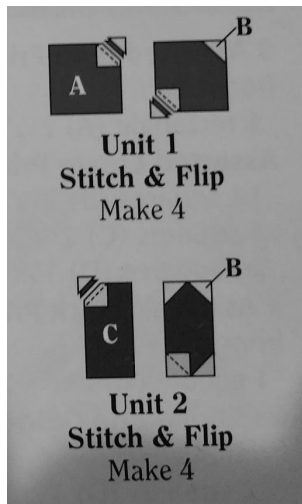 B
A
Unit 1
Stitch & Flip
Make 4
B
C
Unit 2
Stitch & Flip
Make 4